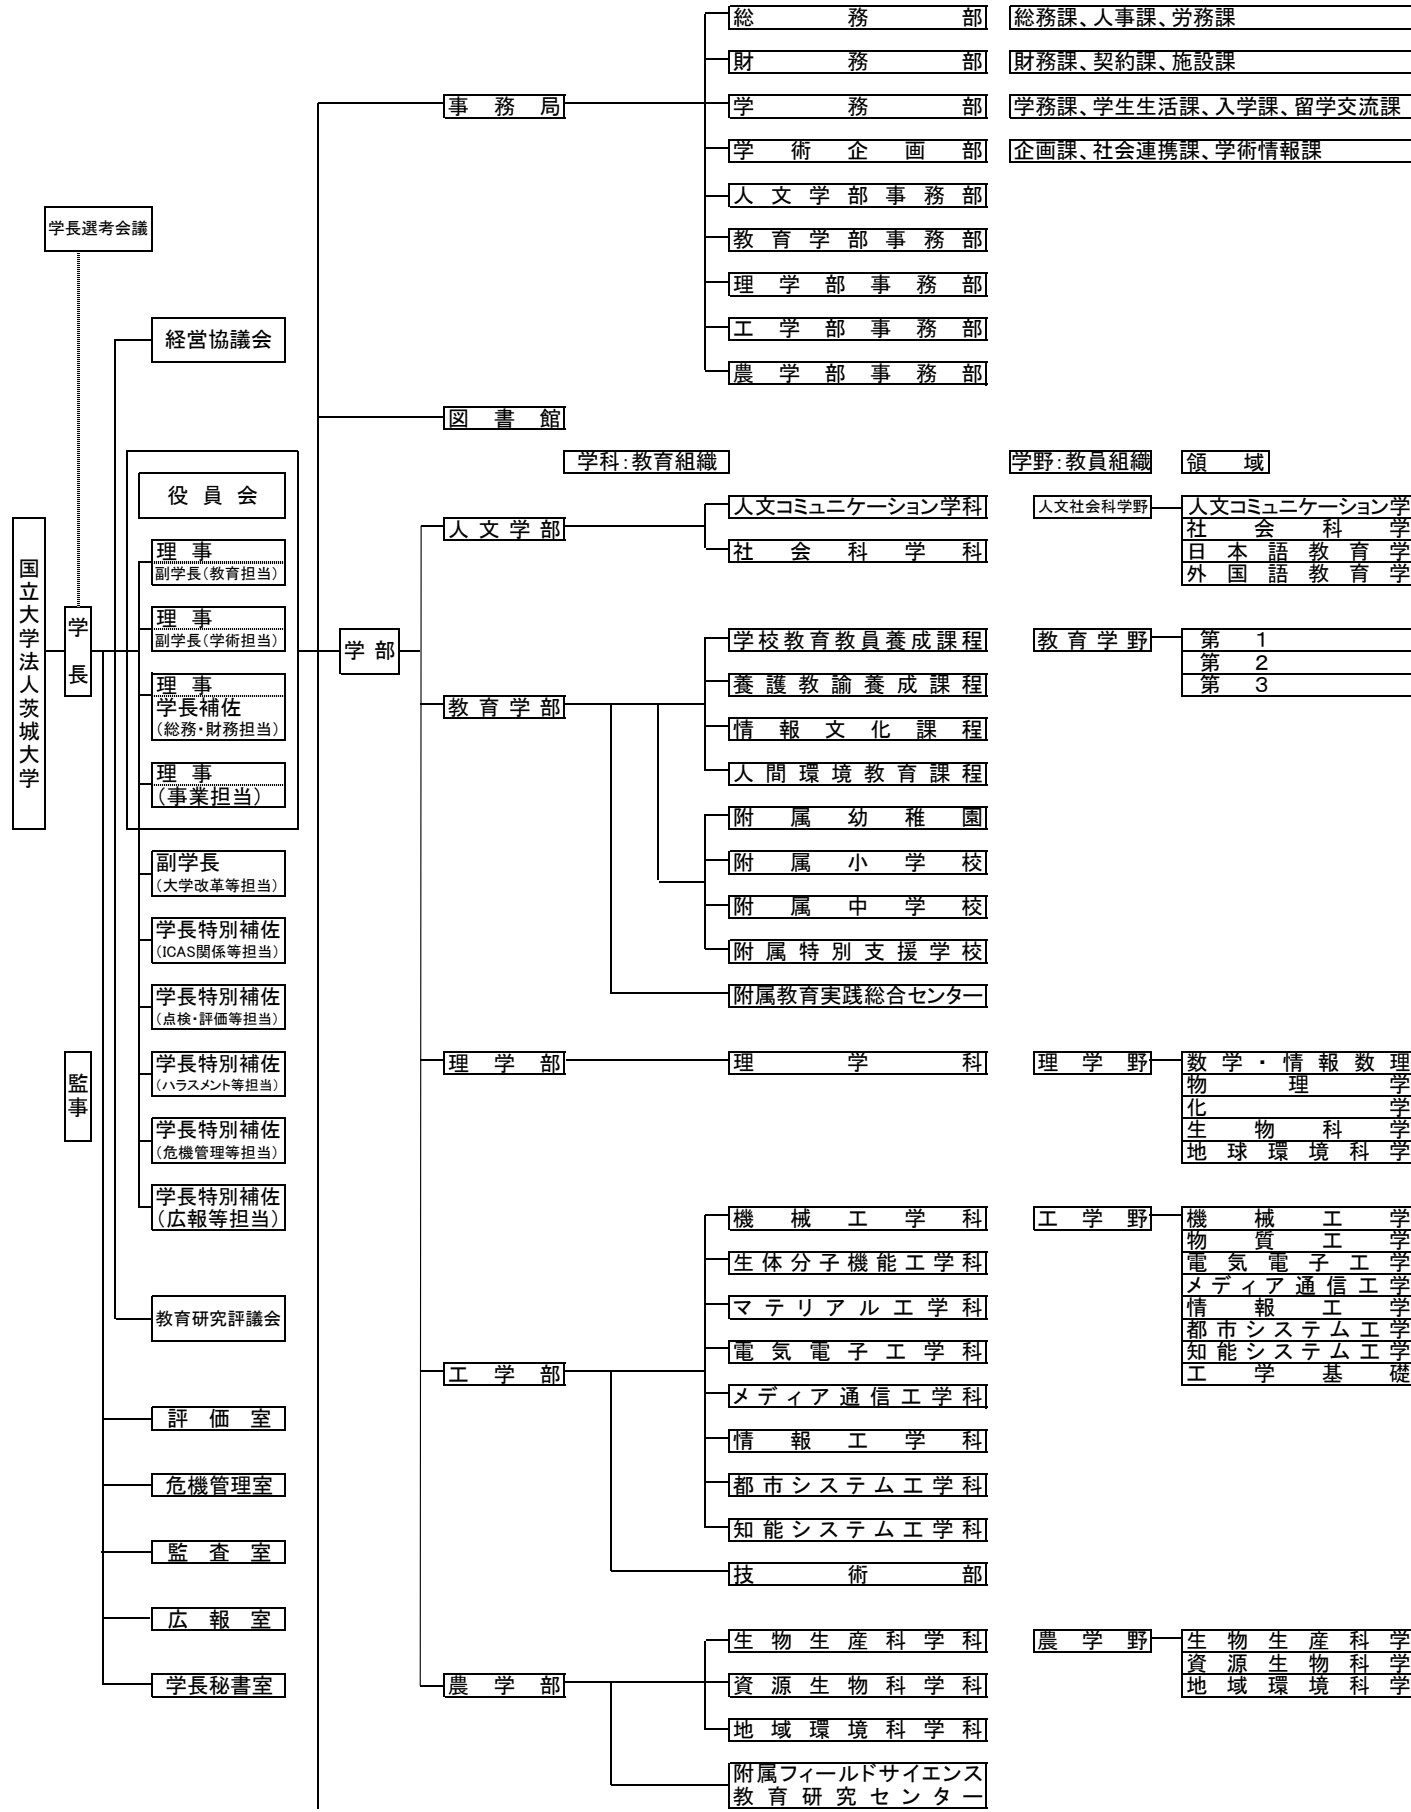 総務部 総務課、人事課、労務課
財務部 財務課、契約課、施設課
事務局 学務部 学務課、学生生活課、入学課、留学交流課
学術企画部 企画課、社会連携課、学術情報課
人文学部事務部
学長選考会議
教育学部事務部
理学部事務部
経営協議会 工学部事務部
農学部事務部
図書館
学科:教育組織 学野:教員組織 領域
役員会
人文学部 人文コミュニケーション学科 人文社会科学野 人文コミュニケーション学
社会科学
社会科学科 日本語教育学
外国語教育学
国立大学法人茨城大学
学長
理事
副学長(教育担当)
理事
副学長(学術担当)
理事
学長補佐
(総務・財務担当)
理事
(事業担当)
学部
学校教育教員養成課程 教育学野 第1
第2
養護教諭養成課程 第3
教育学部
情報文化課程
人間環境教育課程
附属幼稚園
附属小学校
附属中学校
附属特別支援学校
附属教育実践総合センター
副学長
(大学改革等担当)
学長特別補佐
(ICAS関係等担当)
学長特別補佐
(点検・評価等担当)
学長特別補佐
(ハラスメント等担当)
学長特別補佐
(危機管理等担当)
学長特別補佐
(広報等担当)
監事
理学部 理学科 理学野 数学・情報数理
物理学
化学
生物科学
地球環境科学
機械工学科 工学野 機械工学
物質工学
生体分子機能工学科 電気電子工学
メディア通信工学
マテリアル工学科 情報工学
教育研究評議会 都市システム工学
電気電子工学科 知能システム工学
工学部 工学基礎
メディア通信工学科
評価室
情報工学科
危機管理室 都市システム工学科
知能システム工学科
監査室
技術部
広報室
生物生産科学科 農学野 生物生産科学
資源生物科学
学長秘書室 農学部 資源生物科学科 地域環境科学
地域環境科学科
附属フィールドサイエンス
教育研究センター